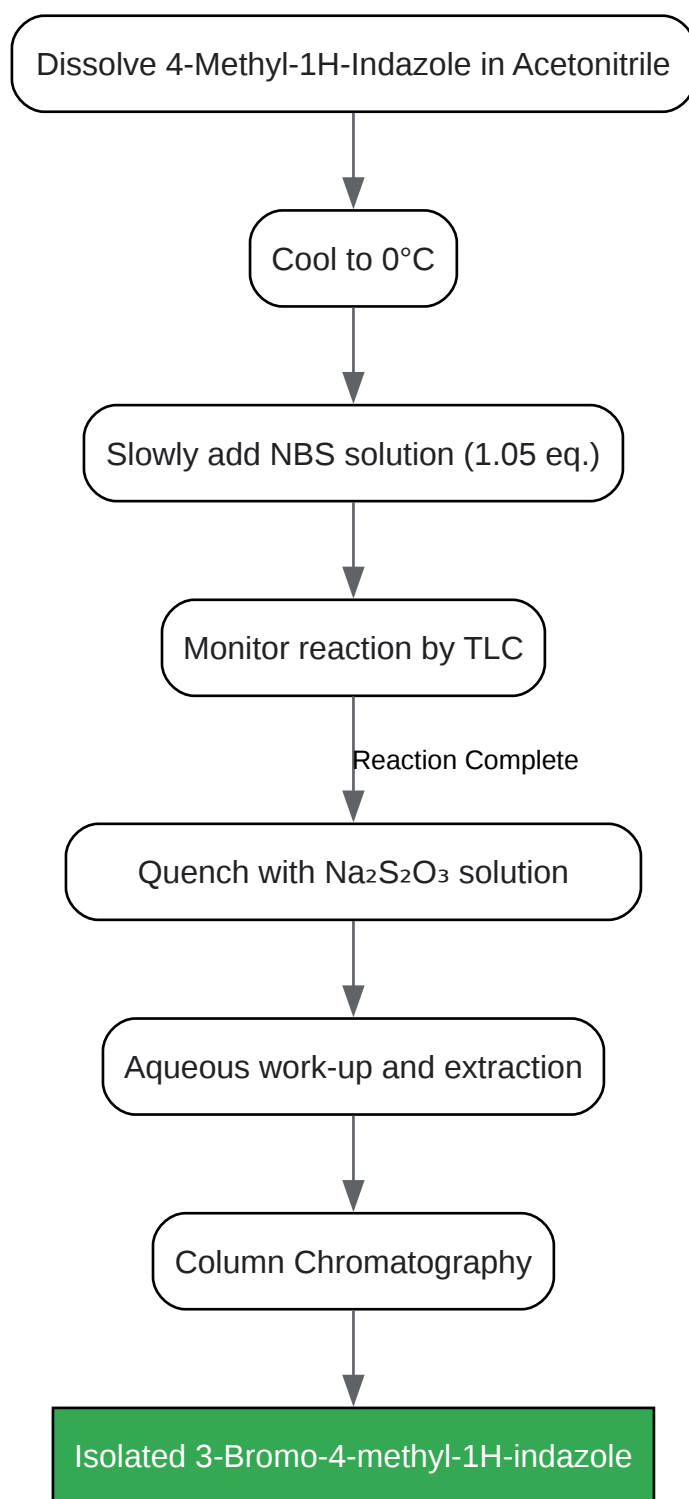 Dissolve 4-Methyl-1H-Indazole in Acetonitrile
Cool to 0°C
Slowly add NBS solution (1.05 eq.)
Monitor reaction by TLC
Reaction Complete
Quench with Na₂S₂O₃ solution
Aqueous work-up and extraction
Column Chromatography
Isolated 3-Bromo-4-methyl-1H-indazole